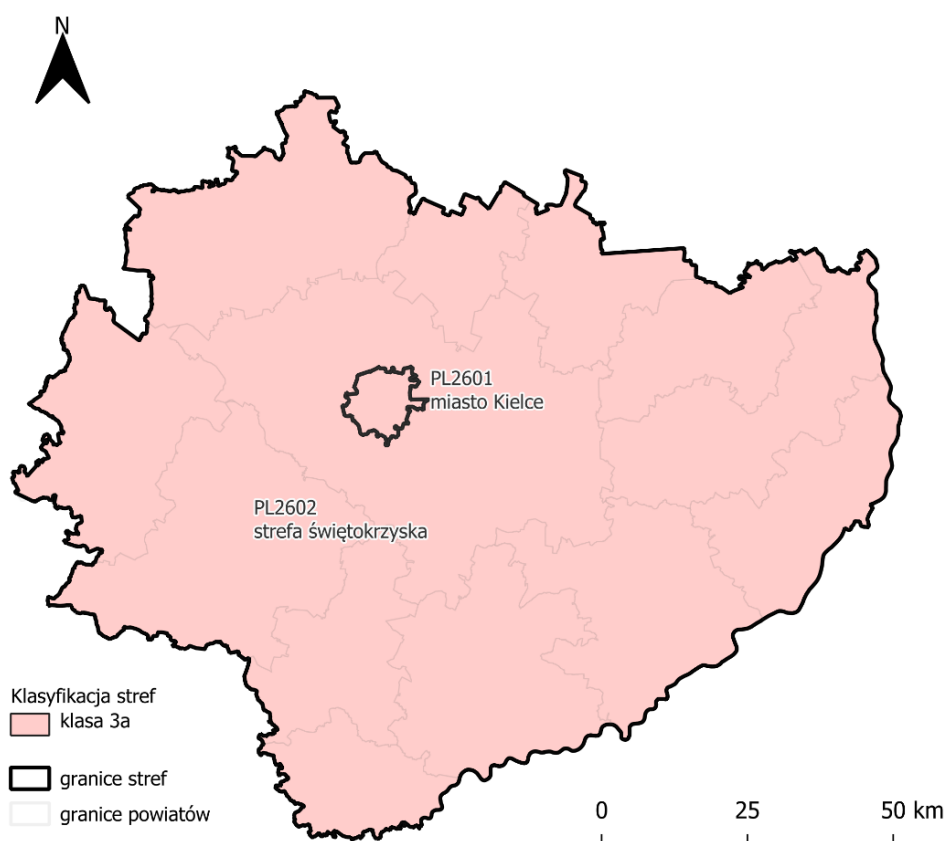 N
PL2601
miasto Kielce
PL2602
strefa świętokrzyska
Klasyfikacja stref
klasa 3a
granice stref
granice powiatów
0 25 50 km